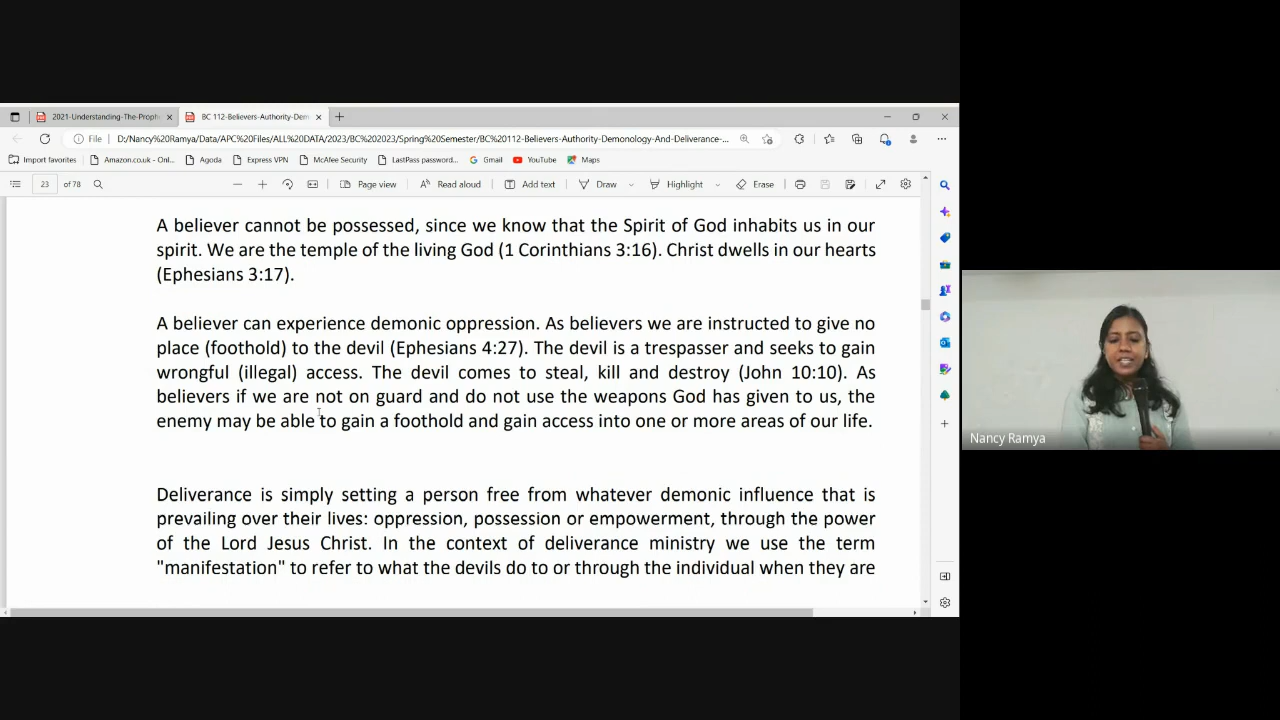 2021-Understanding-The-Proph
BC 112-Believers-Authority-Dem
File
D:/Nancy%20Ramya/Data/APC%20Files/ALL%20DATA/2023/BC%202023/Spring%20Semester/BC%20112-Believers-Authority-Demonology-And-Deliverance-...
Import favorites
Amazon.co.uk - Onl...
Agoda
Express VPN
McAfee Security
LastPass password...
Gmail
YouTube
Maps
23 of 78
Page view
Read aloud
Add text
Draw
Highlight
Erase
A believer cannot be possessed, since we know that the Spirit of God inhabits us in our
spirit. We are the temple of the living God (1 Corinthians 3:16). Christ dwells in our hearts
(Ephesians 3:17).
A believer can experience demonic oppression. As believers we are instructed to give no
place (foothold) to the devil (Ephesians 4:27). The devil is a trespasser and seeks to gain
wrongful (illegal) access. The devil comes to steal, kill and destroy (John 10:10). As
believers if we are not on guard and do not use the weapons God has given to us, the
enemy may be able to gain a foothold and gain access into one or more areas of our life.
Deliverance is simply setting a person free from whatever demonic influence that is
prevailing over their lives: oppression, possession or empowerment, through the power
of the Lord Jesus Christ. In the context of deliverance ministry we use the term
"manifestation" to refer to what the devils do to or through the individual when they are
Nancy Ramya